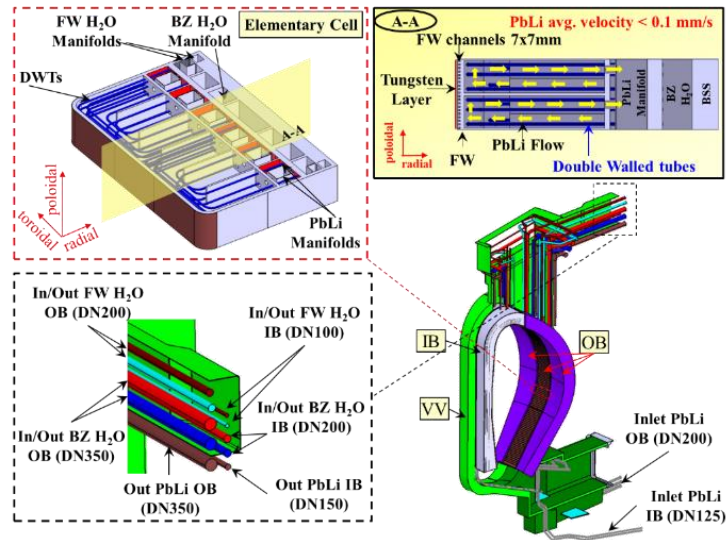 FW H₂O
Manifolds
BZ H₂O
Manifold
Elementary Cell
DWTs
A-A
PbLi
Manifolds
poloidal
toroidal
radial
A-A
PbLi avg. velocity < 0.1 mm/s
FW channels 7x7mm
Tungsten
Layer
FW
PbLi Flow
Double Walled tubes
PbLi
Manifold
BZ
H₂O
BSS
poloidal
radial
In/Out FW H₂O
OB (DN200)
In/Out FW H₂O
IB (DN100)
In/Out BZ H₂O
OB (DN350)
In/Out BZ H₂O
IB (DN200)
Out PbLi OB
(DN350)
Out PbLi IB
(DN150)
IB
OB
VV
Inlet PbLi
OB (DN200)
Inlet PbLi
IB (DN125)